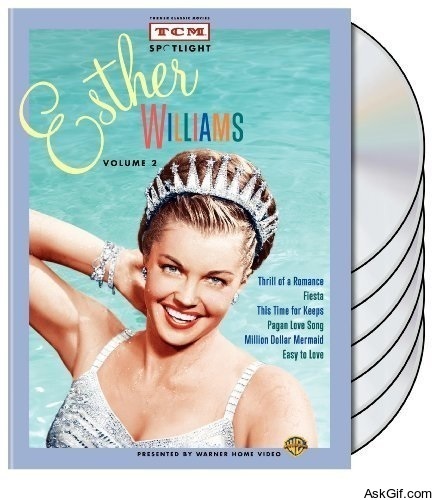 TURNER CLASSIC MOVIES
TCM
SPOTLIGHT
Esther
WILLIAMS
VOLUME 2
Thrill of a Romance
Fiesta
This Time for Keeps
Pagan Love Song
Million Dollar Mermaid
Easy to Love
PRESENTED BY WARNER HOME VIDEO
WB
AskGif.com